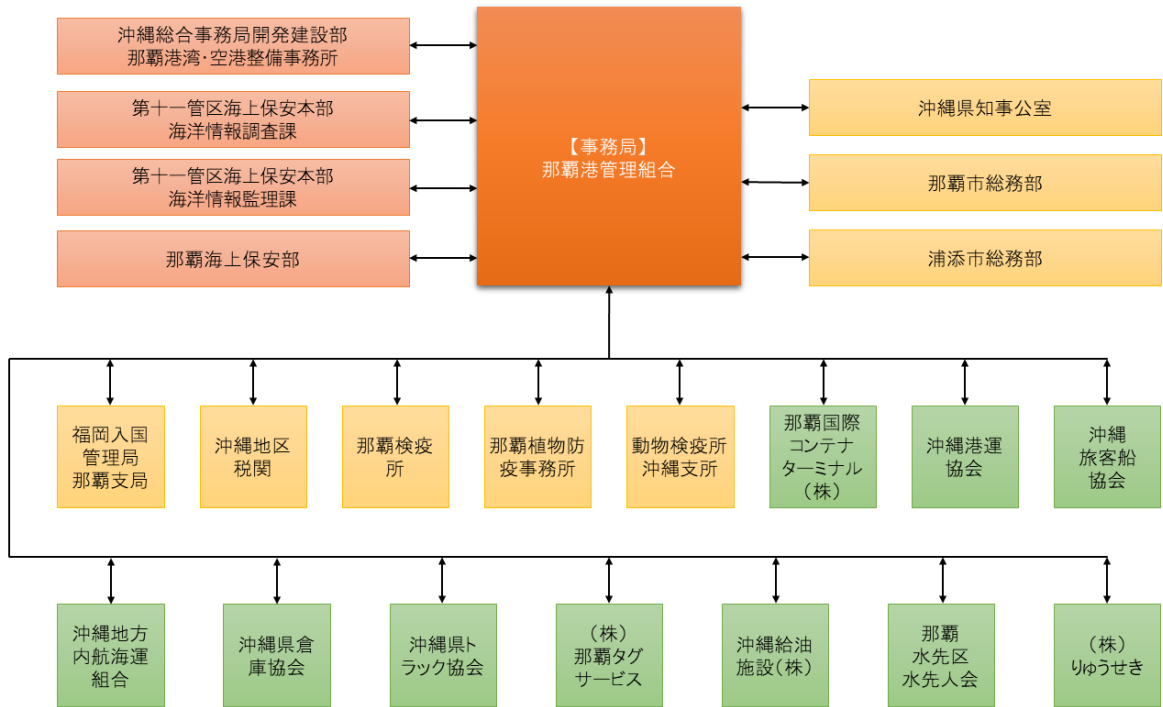 沖縄総合事務局開発建設部
那覇港湾・空港整備事務所
第十一管区海上保安本部
海洋情報調査課
第十一管区海上保安本部
海洋情報監理課
那覇海上保安部
【事務局】
那覇港管理組合
沖縄県知事公室
那覇市総務部
浦添市総務部
福岡入国
管理局
那覇支局
沖縄地区
税関
那覇検疫
所
那覇植物防
疫事務所
動物検疫所
沖縄支所
那覇国際
コンテナ
ターミナル
(株)
沖縄港運
協会
沖縄
旅客船
協会
沖縄地方
内航海運
組合
沖縄県倉
庫協会
沖縄県ト
ラック協会
(株)
那覇タグ
サービス
沖縄給油
施設(株)
那覇
水先区
水先人会
(株)
りゅうせき